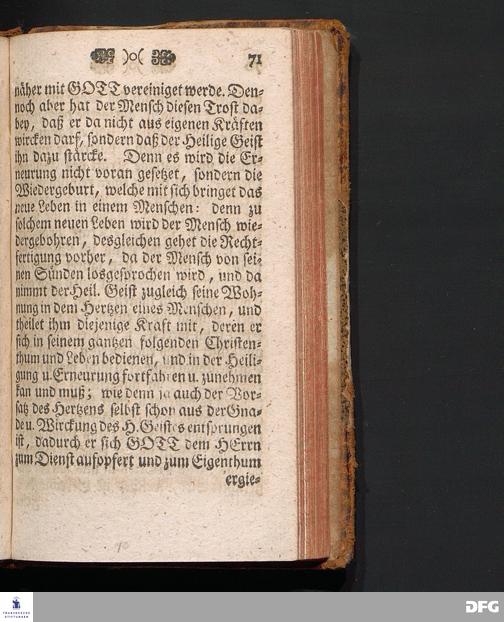 )o( 71
näher mit GOTT vereiniget werde. Den-
noch aber hat der Mensch diesen Trost da-
bey, daß er da nicht aus eigenen Kräften
wircken darf, sondern daß der Heilige Geist
ihn dazu stärcke. Denn es wird die Er-
neurung nicht voran gesetzet, sondern die
Wiedergeburt, welche mit sich bringet das
neue Leben in einem Menschen: denn zu
solchem neuen Leben wird der Mensch wie-
dergebohren, desgleichen gehet die Recht-
fertigung vorher, da der Mensch von sei-
nen Sünden losgesprochen wird, und da
nimmt der Heil. Geist zugleich seine Woh-
nung in dem Hertzen eines Menschen, und
theilet ihm diejenige Kraft mit, deren er
sich in seinem gantzen folgenden Christen-
thum und Leben bedienen, und in der Heili-
gung u. Erneurung fortfahren u. zunehmen
kan und muß; wie denn ja auch der Vor-
satz des Hertzens selbst schon aus der Gna-
de u. Wirckung des H. Geistes entsprungen
ist, dadurch er sich GOTT dem HErrn
zum Dienst aufopfert und zum Eigenthum
ergie-
FRANCKESCHE
STIFTUNGEN
DFG